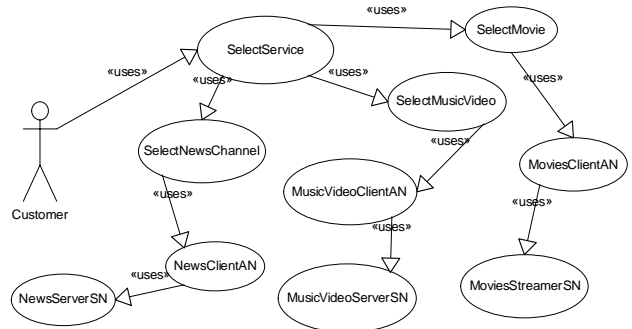 «uses»
SelectMovie
SelectService
«uses»
«uses»
«uses»
«uses»
SelectMusicVideo
«uses»
SelectNewsChannel
MoviesClientAN
MusicVideoClientAN
«uses»
«uses»
Customer
«uses»
«uses»
NewsClientAN
MoviesStreamerSN
NewsServerSN
MusicVideoServerSN